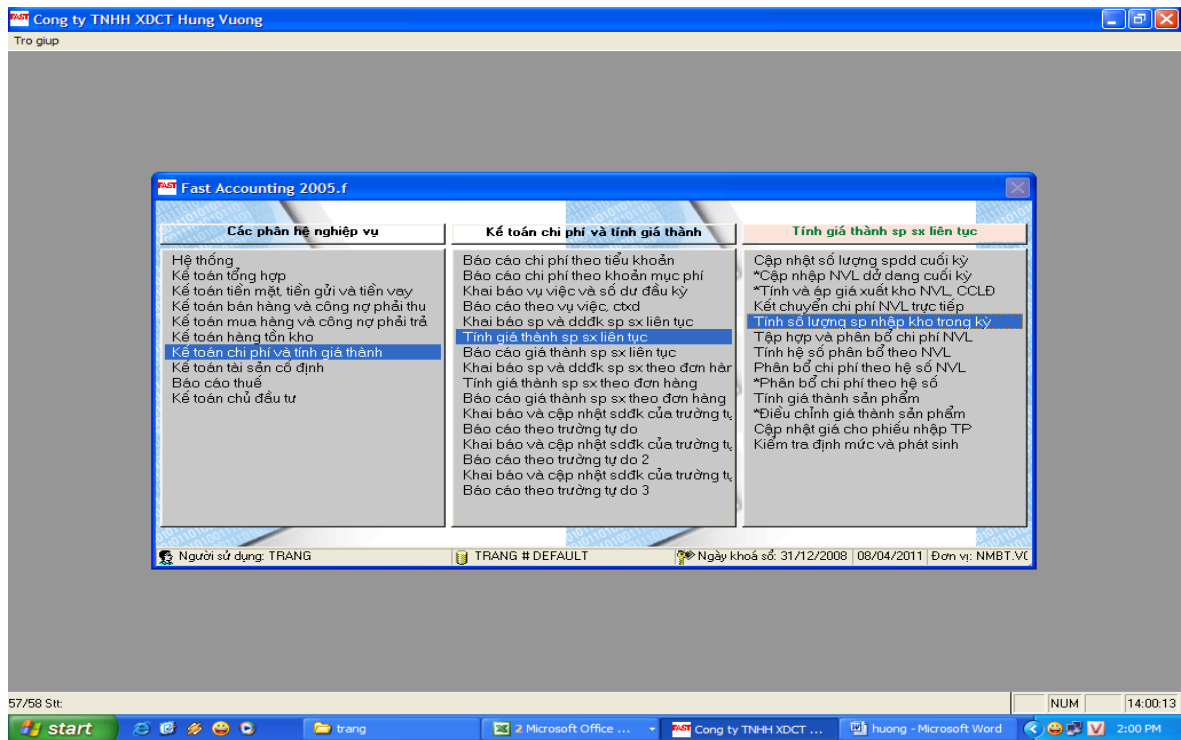 FAST Cong ty TNHH XDCT Hung Vuong
Tro giup
FAST Fast Accounting 2005.f
Các phân hệ nghiệp vụ
Hệ thống
Kế toán tổng hợp
Kế toán tiền mặt, tiền gửi và tiền vay
Kế toán bán hàng và công nợ phải thu
Kế toán mua hàng và công nợ phải trả
Kế toán hàng tồn kho
Kế toán chi phí và tính giá thành
Kế toán tài sản cố định
Báo cáo thuế
Kế toán chủ đầu tư
Kế toán chi phí và tính giá thành
Báo cáo chi phí theo tiểu khoản
Báo cáo chi phí theo khoản mục phí
Khai báo vụ việc và số dư đầu kỳ
Báo cáo theo vụ việc, ctxd
Khai báo sp và ddđk sp sx liên tục
Tính giá thành sp sx liên tục
Báo cáo giá thành sp sx liên tục
Khai báo sp và ddđk sp sx theo đơn hàr
Tính giá thành sp sx theo đơn hàng
Báo cáo giá thành sp sx theo đơn hàng
Khai báo và cập nhật sdđk của trường tụ
Báo cáo theo trường tự do
Khai báo và cập nhật sdđk của trường tụ
Báo cáo theo trường tự do 2
Khai báo và cập nhật sdđk của trường tụ
Báo cáo theo trường tự do 3
Tính giá thành sp sx liên tục
Cập nhật số lượng spdd cuối kỳ
*Cập nhập NVL dở dang cuối kỳ
*Tính và áp giá xuất kho NVL, CCLĐ
Kết chuyển chi phí NVL trực tiếp
Tính số lượng sp nhập kho trong kỳ
Tập hợp và phân bổ chi phí NVL
Tính hệ số phân bổ theo NVL
Phân bổ chi phí theo hệ số NVL
*Phân bổ chi phí theo hệ số
Tính giá thành sản phẩm
*Điều chỉnh giá thành sản phẩm
Cập nhật giá cho phiếu nhập TP
Kiểm tra định mức và phát sinh
Người sử dụng: TRANG
TRANG # DEFAULT
Ngày khoá sổ: 31/12/2008
08/04/2011
Đơn vị: NMBT.VC
57/58 Stt:
NUM
14:00:13
start
trang
2 Microsoft Office ...
FAST Cong ty TNHH XDCT ...
huong - Microsoft Word
V
2:00 PM